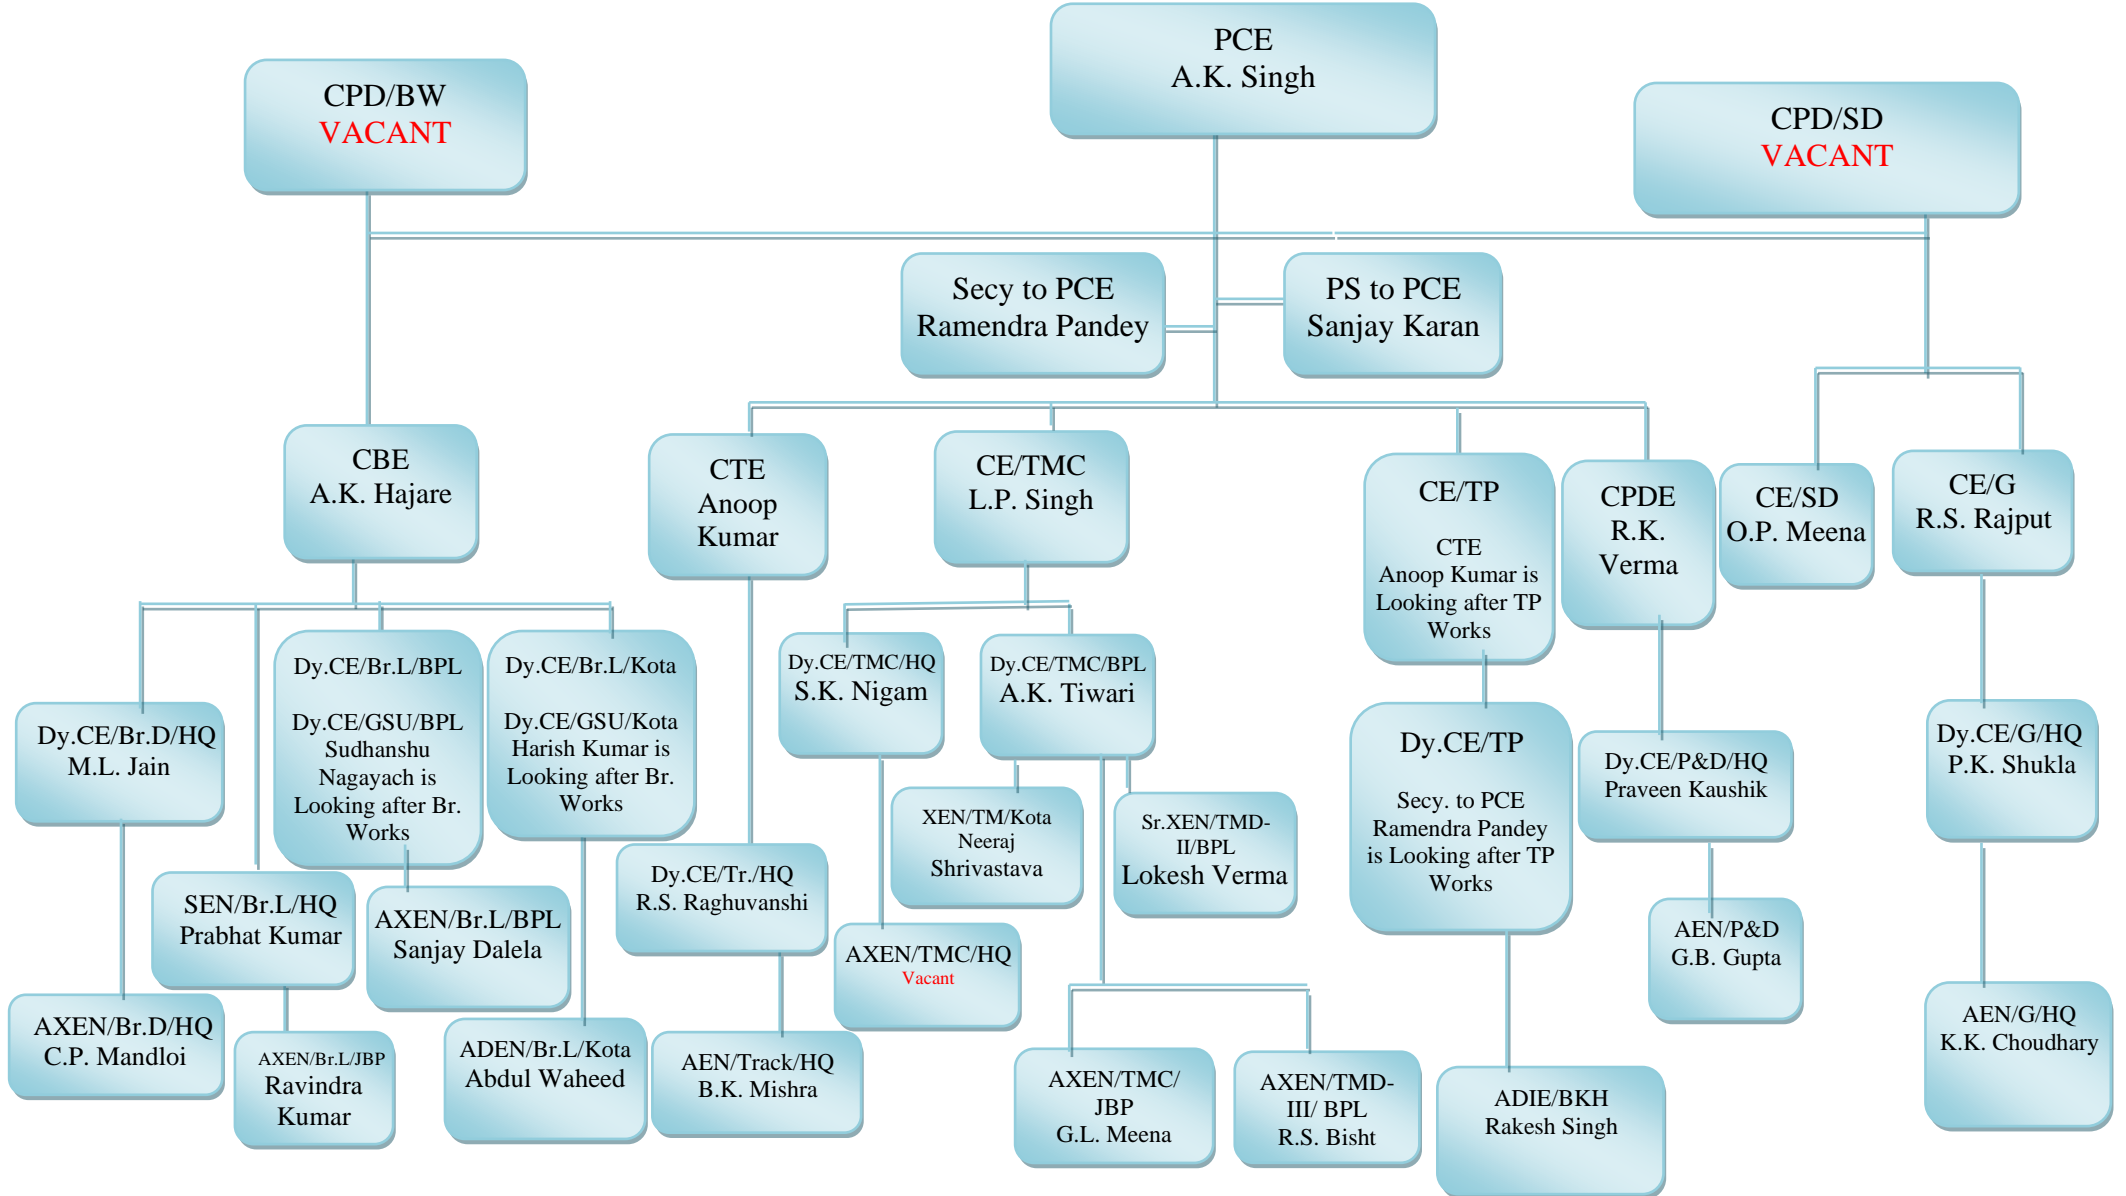 PCE
A.K. Singh
CPD/BW
VACANT
CPD/SD
VACANT
Secy to PCE
Ramendra Pandey
PS to PCE
Sanjay Karan
CBE
A.K. Hajare
CTE
Anoop
Kumar
CE/TMC
L.P. Singh
CE/TP
CTE
Anoop Kumar is
Looking after TP
Works
CPDE
R.K.
Verma
CE/SD
O.P. Meena
CE/G
R.S. Rajput
Dy.CE/Br.D/HQ
M.L. Jain
Dy.CE/Br.L/BPL
Dy.CE/GSU/BPL
Sudhanshu
Nagayach is
Looking after Br.
Works
Dy.CE/Br.L/Kota
Dy.CE/GSU/Kota
Harish Kumar is
Looking after Br.
Works
Dy.CE/TMC/HQ
S.K. Nigam
Dy.CE/TMC/BPL
A.K. Tiwari
Dy.CE/TP
Secy. to PCE
Ramendra Pandey
is Looking after TP
Works
Dy.CE/P&D/HQ
Praveen Kaushik
Dy.CE/G/HQ
P.K. Shukla
SEN/Br.L/HQ
Prabhat Kumar
AXEN/Br.L/BPL
Sanjay Dalela
Dy.CE/Tr./HQ
R.S. Raghuvanshi
XEN/TM/Kota
Neeraj
Shrivastava
Sr.XEN/TMD-
II/BPL
Lokesh Verma
AXEN/TMC/HQ
Vacant
AEN/P&D
G.B. Gupta
AXEN/Br.D/HQ
C.P. Mandloi
AXEN/Br.L/JBP
Ravindra
Kumar
ADEN/Br.L/Kota
Abdul Waheed
AEN/Track/HQ
B.K. Mishra
AXEN/TMC/
JBP
G.L. Meena
AXEN/TMD-
III/ BPL
R.S. Bisht
ADIE/BKH
Rakesh Singh
AEN/G/HQ
K.K. Choudhary